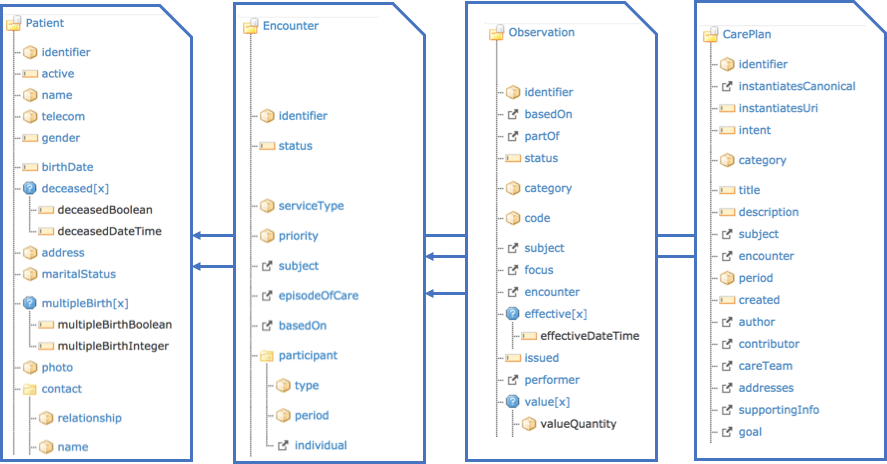 Patient
identifier
active
name
telecom
gender
birthDate
deceased[x]
deceasedBoolean
deceasedDateTime
address
maritalStatus
multipleBirth[x]
multipleBirthBoolean
multipleBirthInteger
photo
contact
relationship
name
Encounter
identifier
status
serviceType
priority
subject
episodeOfCare
basedOn
participant
type
period
individual
Observation
identifier
basedOn
partOf
status
category
code
subject
focus
encounter
effective[x]
effectiveDateTime
issued
performer
value[x]
valueQuantity
CarePlan
identifier
instantiatesCanonical
instantiatesUri
intent
category
title
description
subject
encounter
period
created
author
contributor
careTeam
addresses
supportingInfo
goal